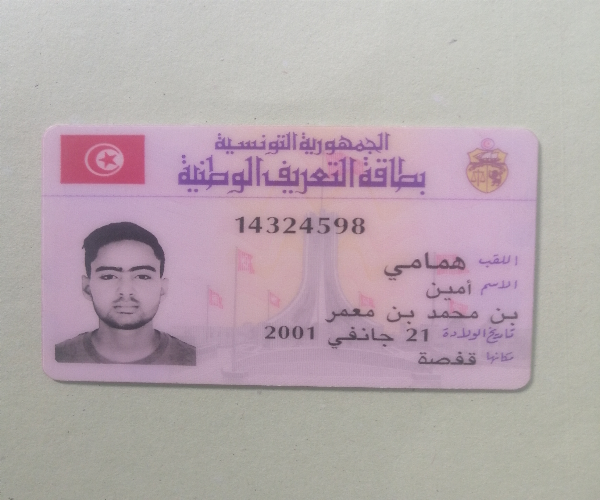 الجمهورية التونسية
بطاقة التعريف الوطنية
14324598
اللقب همامي
الاسم أمين
بن محمد بن معمر
تاريخ الولادة 21 جانفي 2001
مكانها قفصة